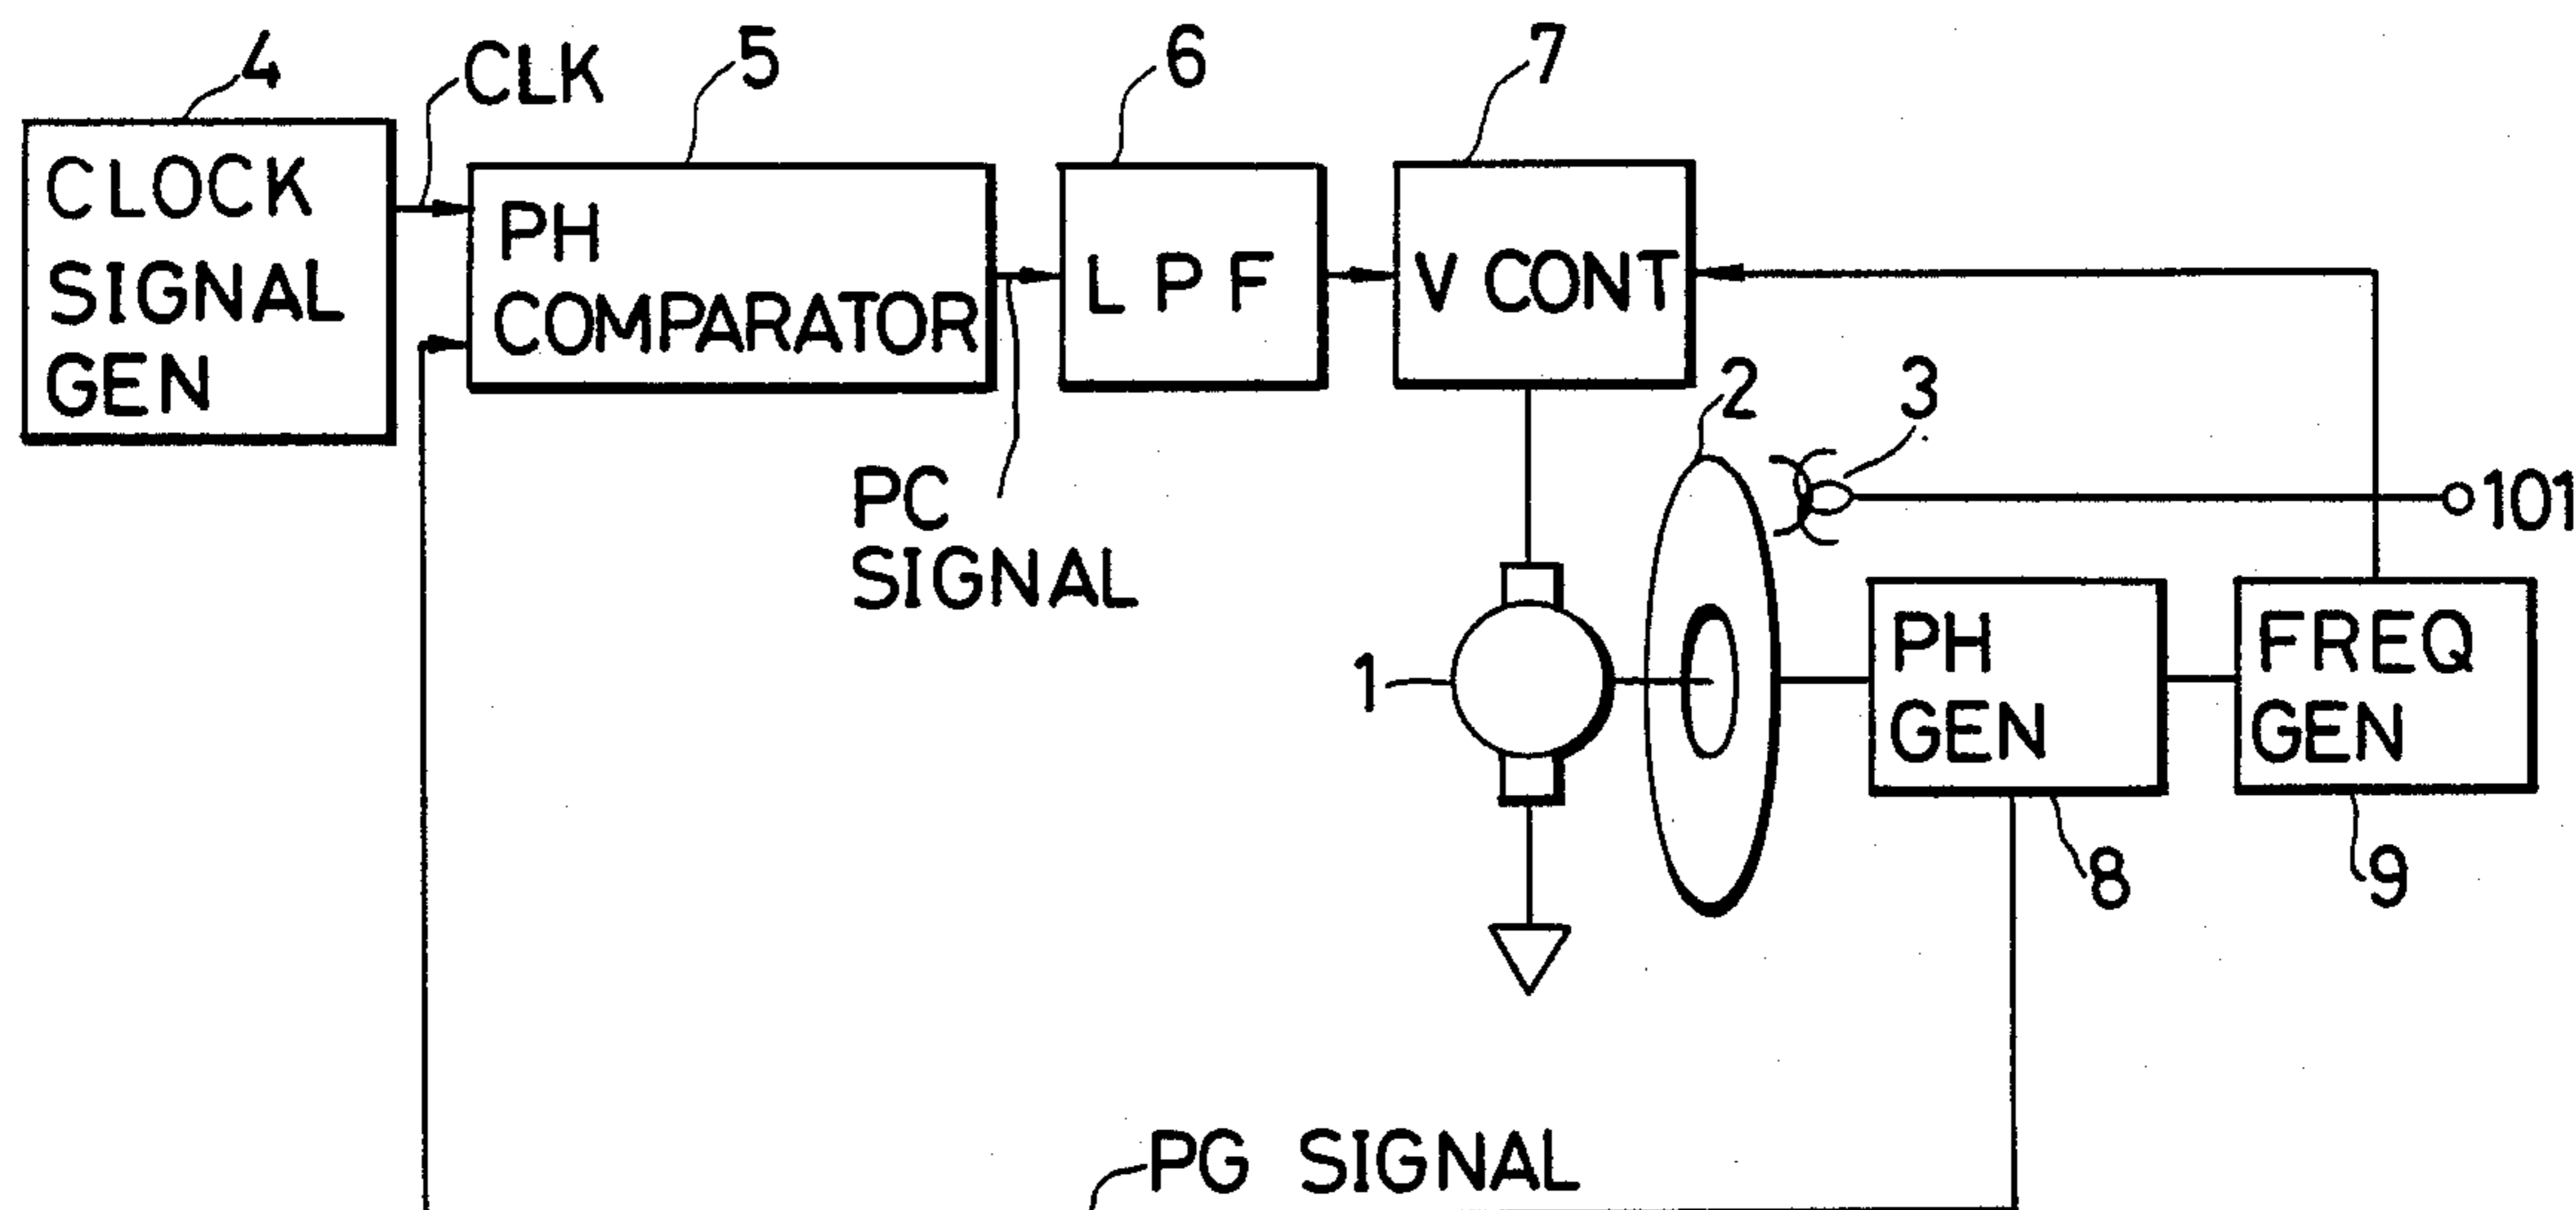 4
CLK
5
6
7
CLOCK
SIGNAL
GEN
PH
COMPARATOR
L P F
V CONT
2
3
PC
SIGNAL
101
1
PH
GEN
FREQ
GEN
8
9
PG SIGNAL